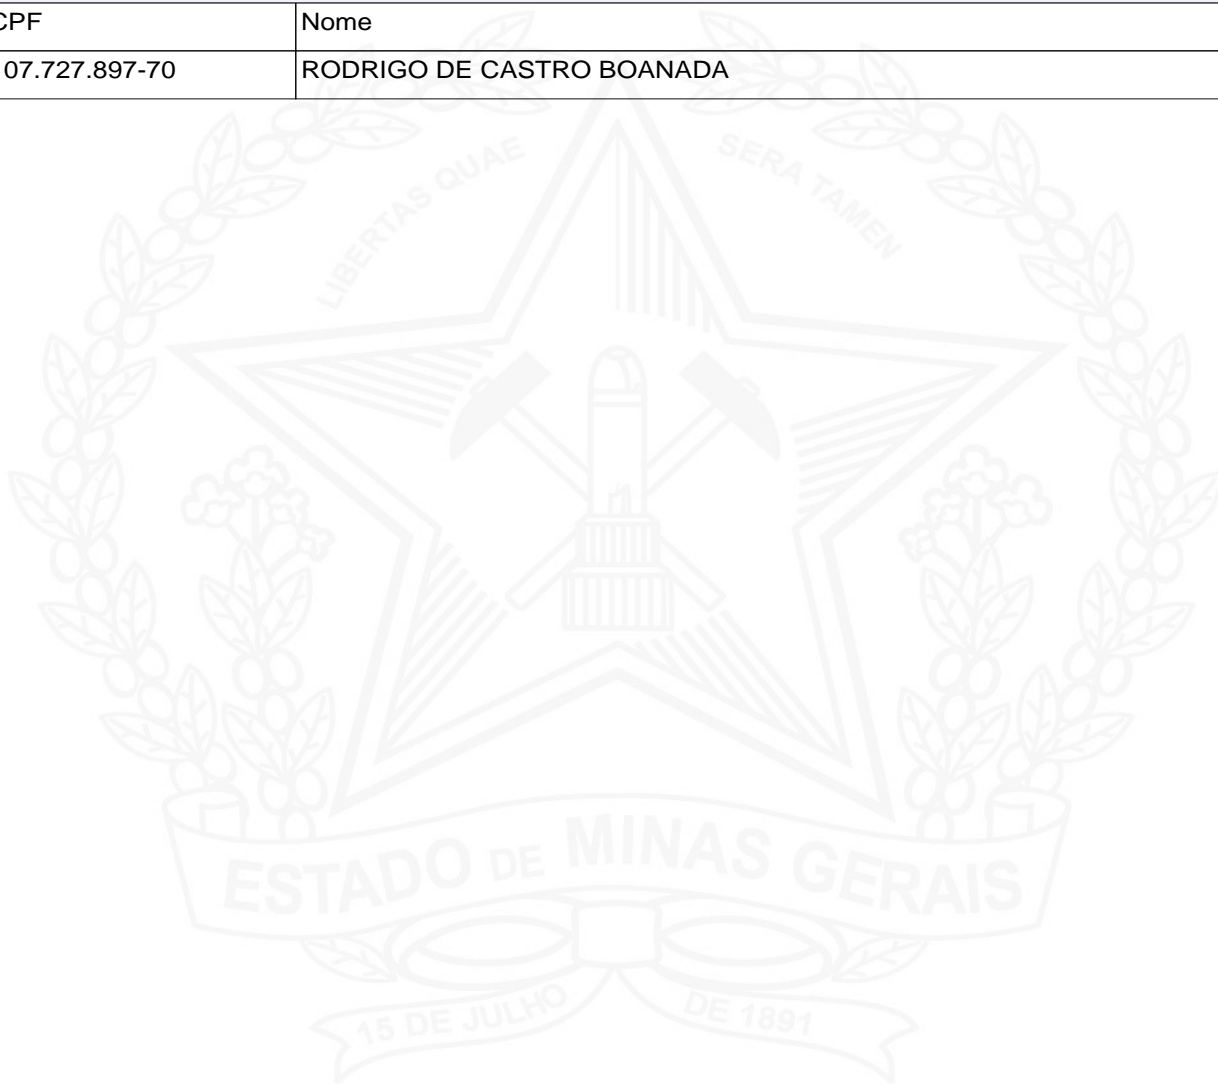 CPF Nome
07.727.897-70 RODRIGO DE CASTRO BOANADA
LIBERTAS QUAE SERA TAMEN
ESTADO DE MINAS GERAIS
15 DE JULHO DE 1891